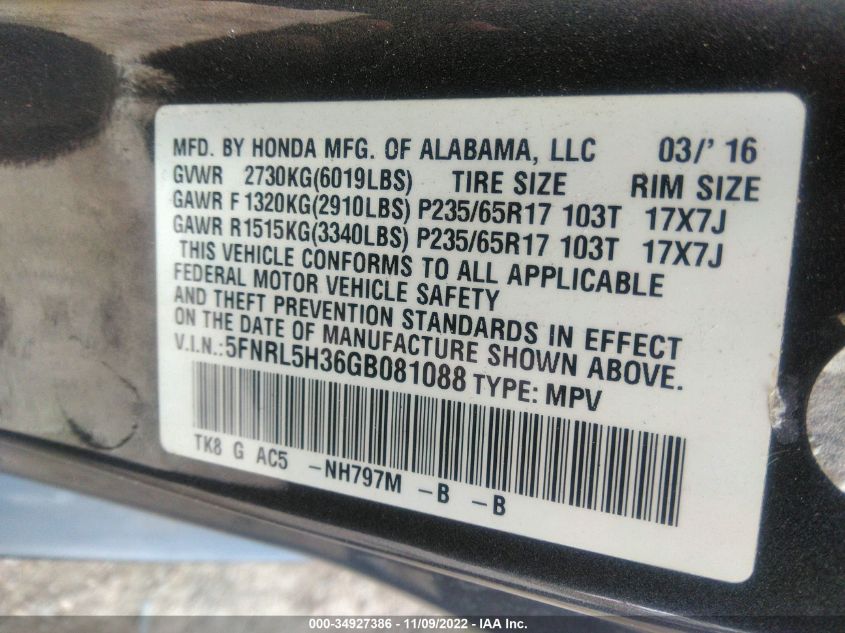 MFD. BY HONDA MFG. OF ALABAMA, LLC 03/' 16
GVWR 2730KG(6019LBS) TIRE SIZE RIM SIZE
GAWR F 1320KG(2910LBS) P235/65R17 103T 17X7J
GAWR R1515KG(3340LBS) P235/65R17 103T 17X7J
THIS VEHICLE CONFORMS TO ALL APPLICABLE
FEDERAL MOTOR VEHICLE SAFETY
AND THEFT PREVENTION STANDARDS IN EFFECT
ON THE DATE OF MANUFACTURE SHOWN ABOVE.
V.I.N.:5FNRL5H36GB081088 TYPE: MPV
TK8 G AC5 -NH797M -B -B
000-34927386 - 11/09/2022 - IAA, Inc.